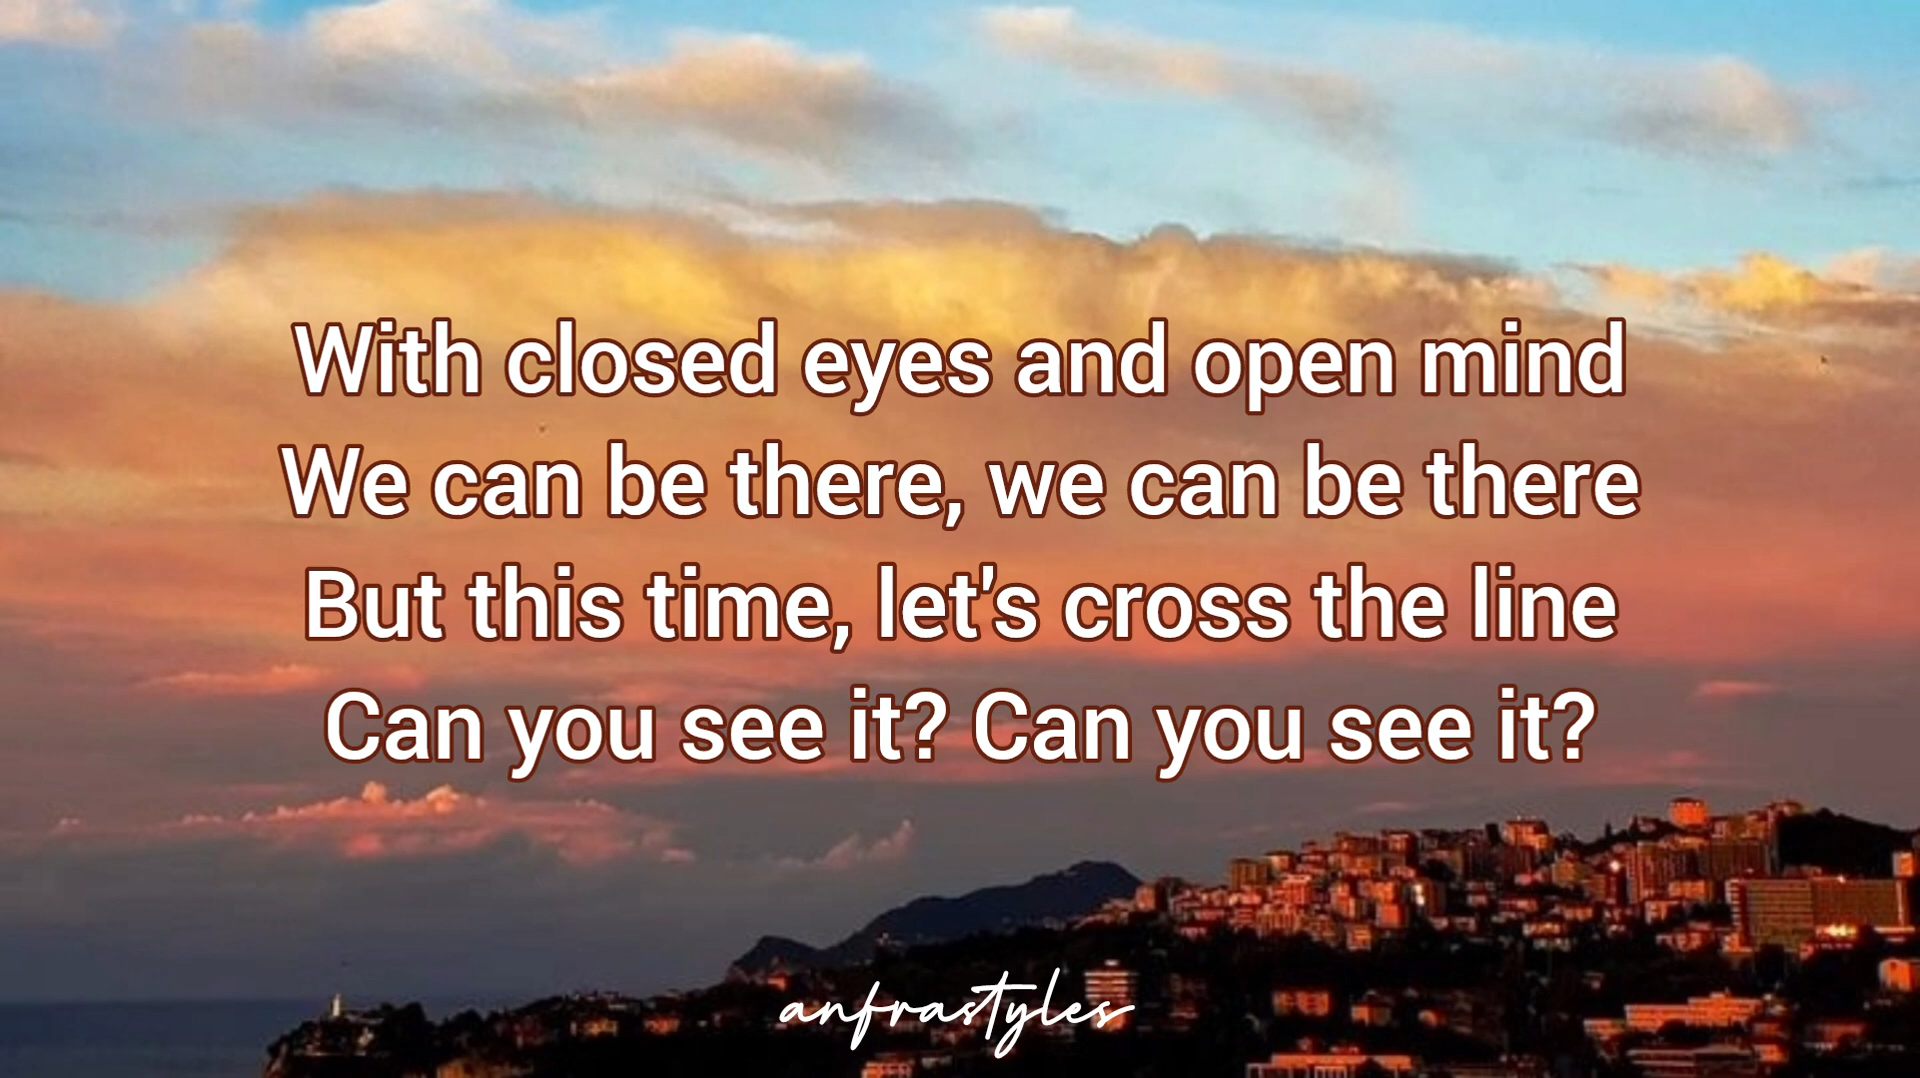 With closed eyes and open mind
We can be there, we can be there
But this time, let's cross the line
Can you see it? Can you see it?
anfrastyles